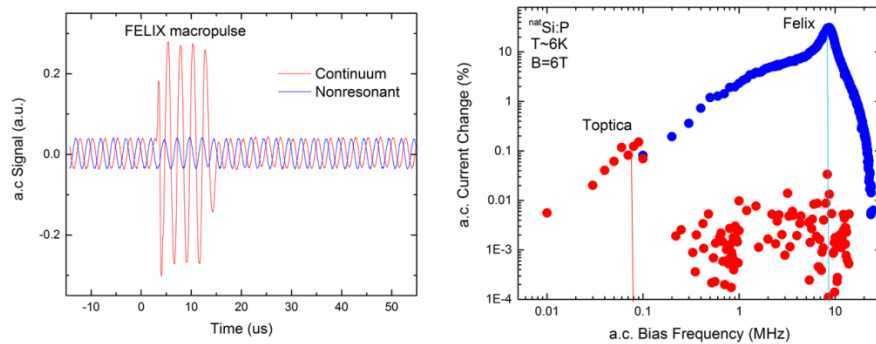 FELIX macropulse
Continuum
Nonresonant
a.c Signal (a.u.)
0.2
0.0
-0.2
-10 0 10 20 30 40 50
Time (us)
natSi:P
T~6K
B=6T
Felix
Toptica
a.c. Current Change (%)
10
1
0.1
0.01
1E-3
1E-4
0.01 0.1 1 10
a.c. Bias Frequency (MHz)